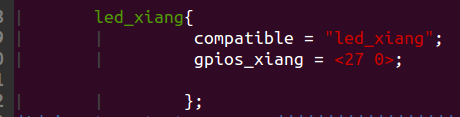 led_xiang{
compatible = "led_xiang";
gpios_xiang = <27 0>;
};